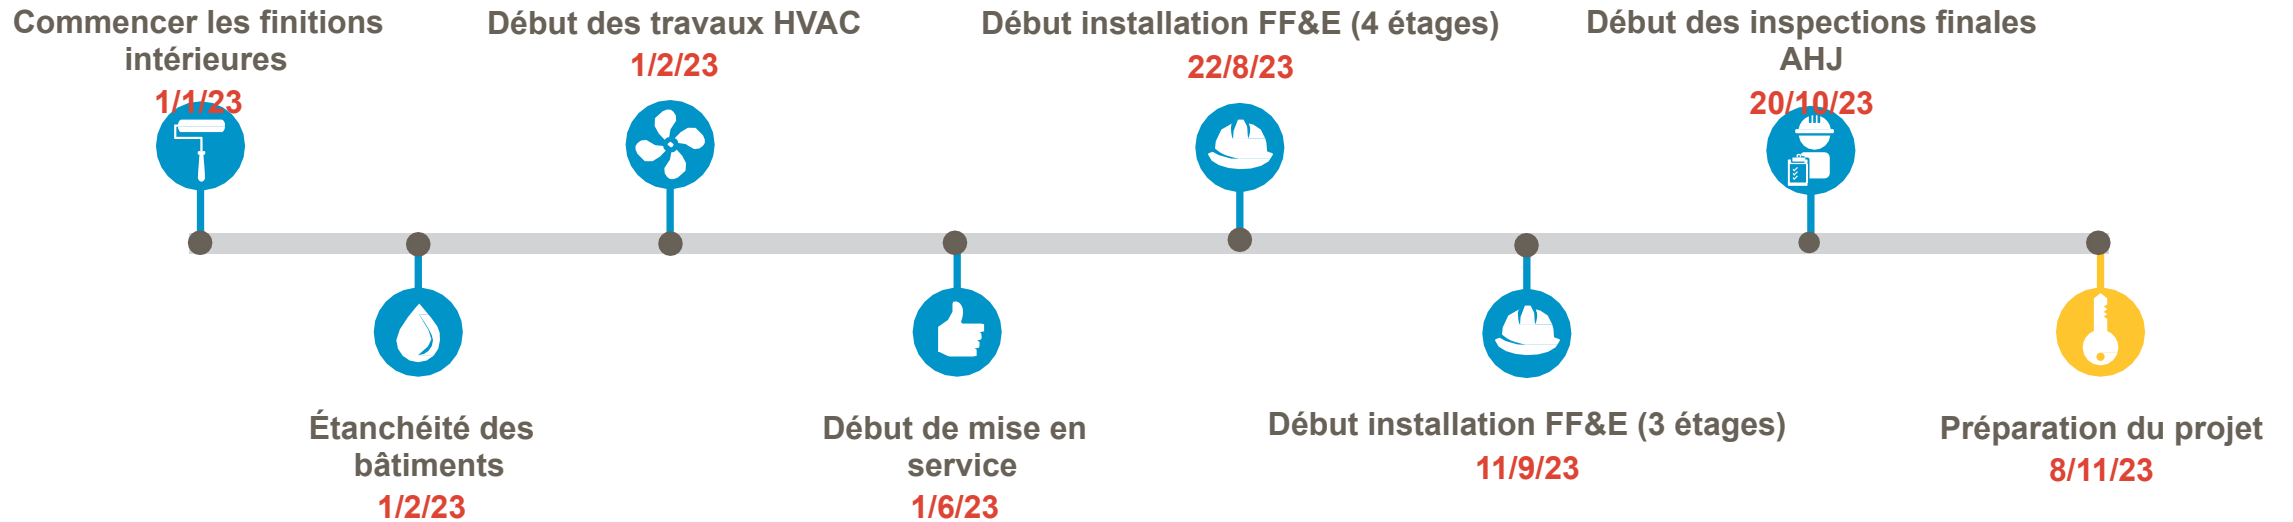 Commencer les finitions
intérieures
1/1/23
Début des travaux HVAC
1/2/23
Début installation FF&E (4 étages)
22/8/23
Début des inspections finales
AHJ
20/10/23
Étanchéité des
bâtiments
1/2/23
Début de mise en
service
1/6/23
Début installation FF&E (3 étages)
11/9/23
Préparation du projet
8/11/23